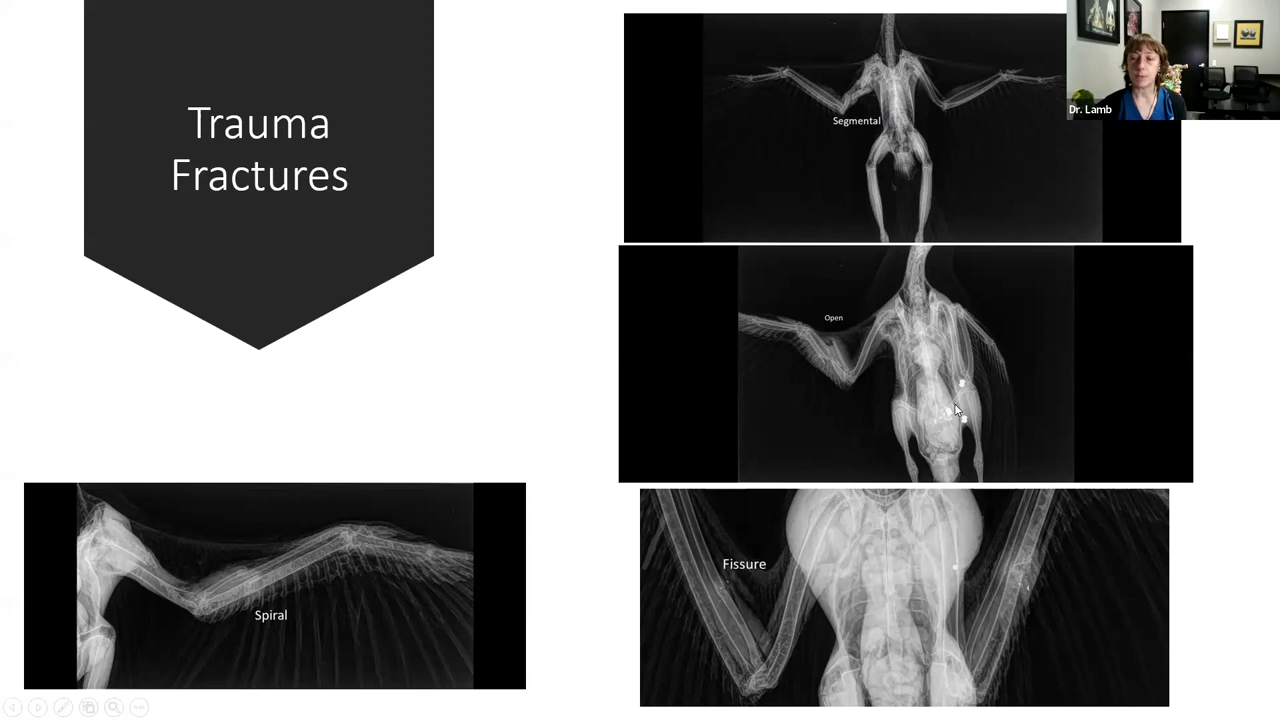 Trauma
Fractures
Segmental
Dr. Lamb
Open
Fissure
Spiral